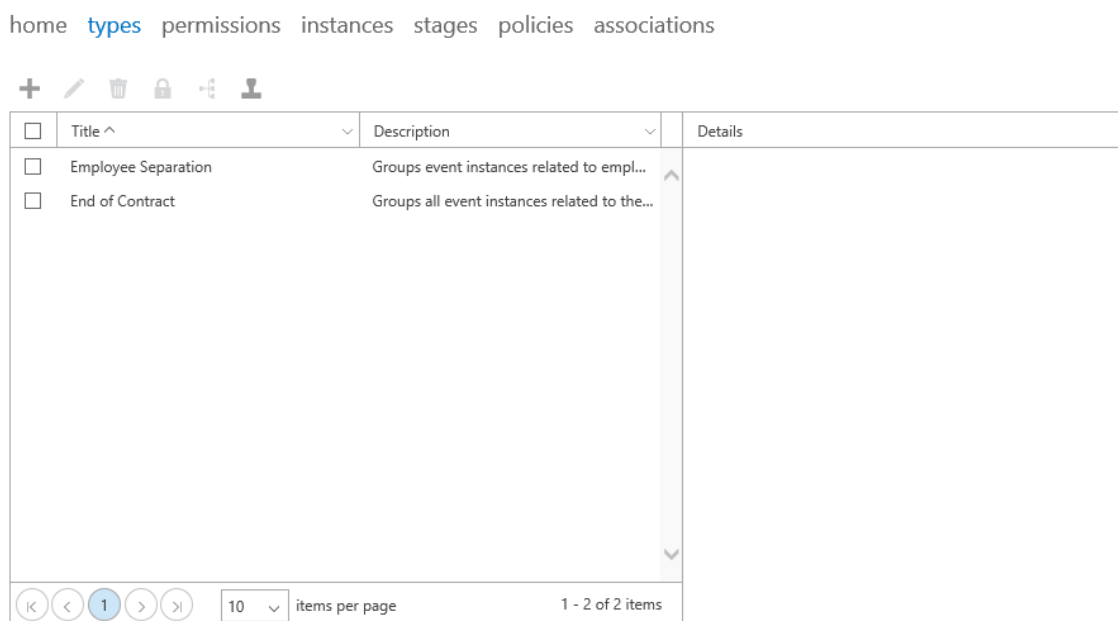 home types permissions instances stages policies associations
Title Description Details
Employee Separation Groups event instances related to empl...
End of Contract Groups all event instances related to the...
1 10 items per page 1 - 2 of 2 items